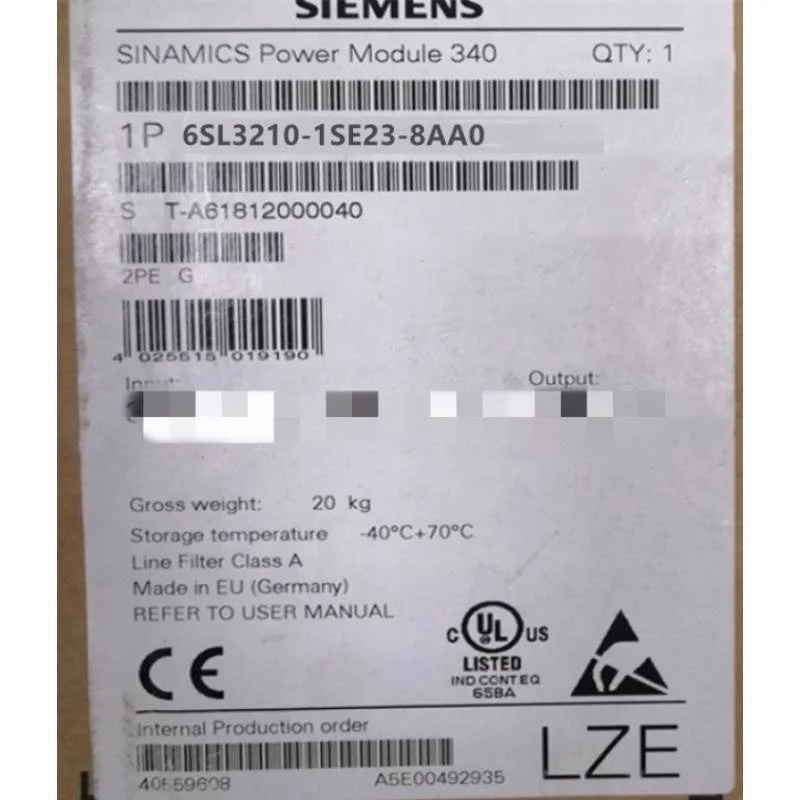 SIEMENS
SINAMICS Power Module 340 QTY: 1
1P 6SL3210-1SE23-8AA0
S T-A61812000040
2PE G
4 025515 019190
Input: Output:
Gross weight: 20 kg
Storage temperature -40°C+70°C
Line Filter Class A
Made in EU (Germany)
REFER TO USER MANUAL
C UL US
LISTED
IND CONT EQ
65BA
CE
Internal Production order
LZE
A5E00492935